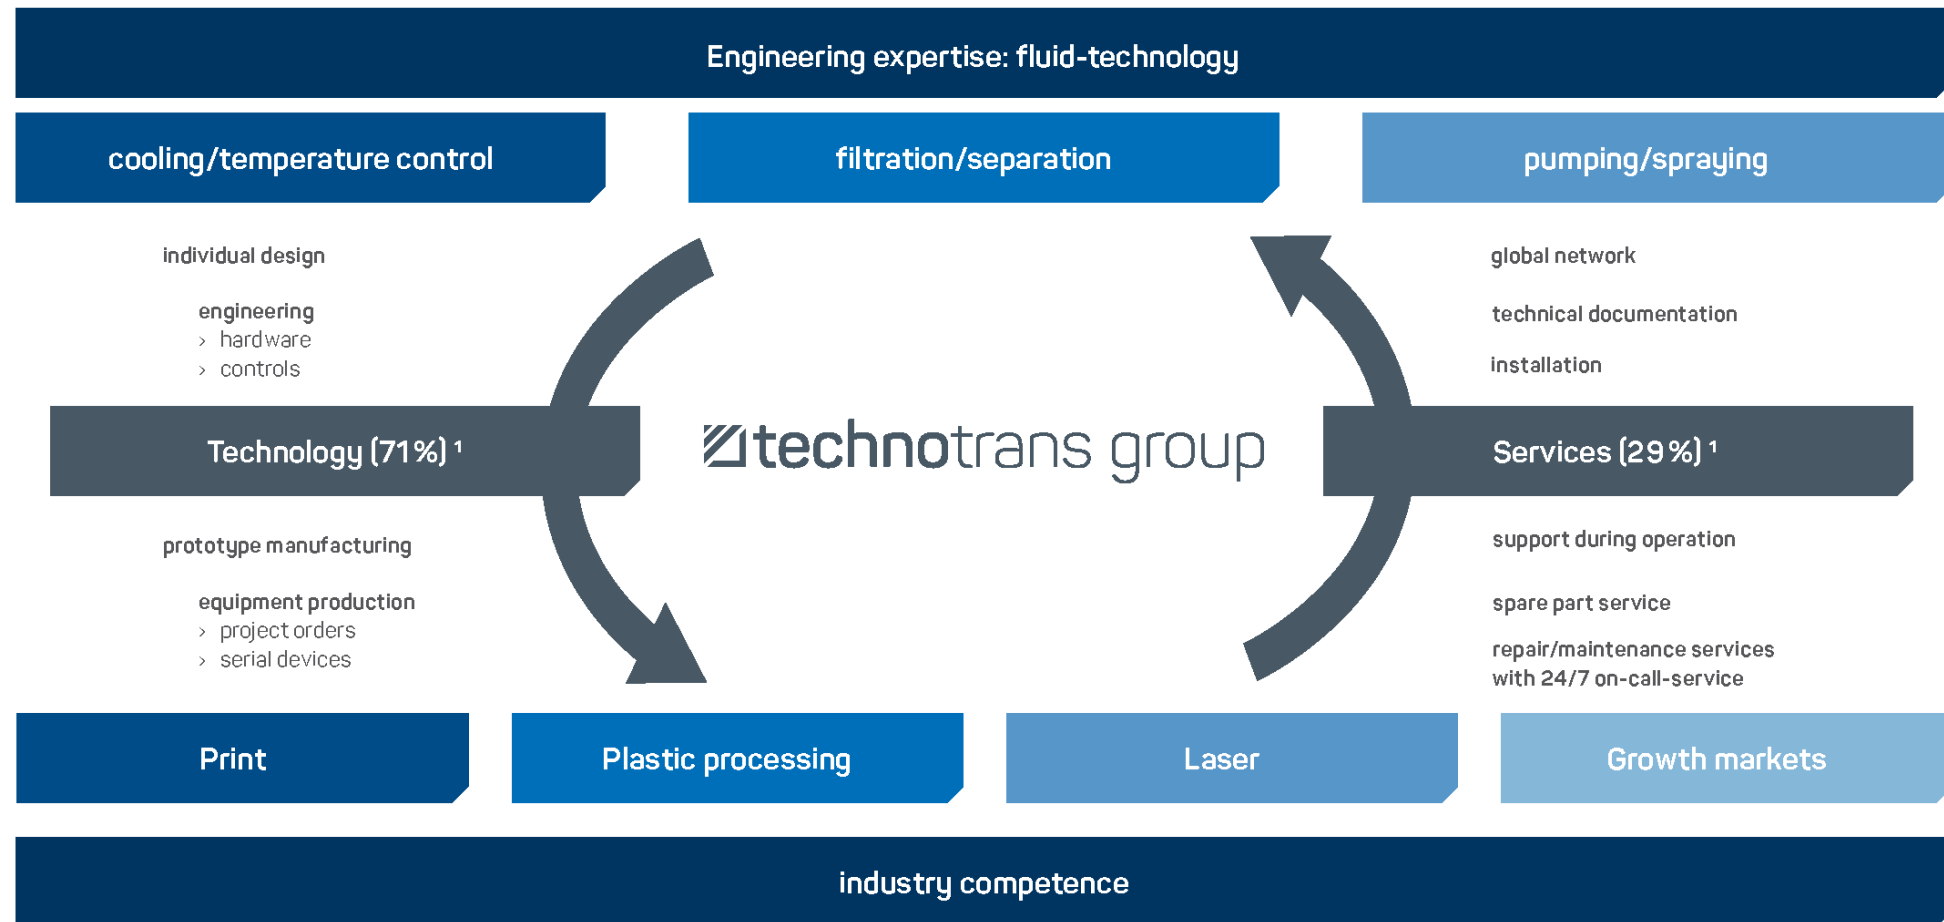 Engineering expertise: fluid-technology
cooling/temperature control
filtration/separation
pumping/spraying
individual design
engineering
› hardware
› controls
Technology (71%) ¹
prototype manufacturing
equipment production
› project orders
› serial devices
technotrans group
global network
technical documentation
installation
Services (29%) ¹
support during operation
spare part service
repair/maintenance services
with 24/7 on-call-service
Print
Plastic processing
Laser
Growth markets
industry competence